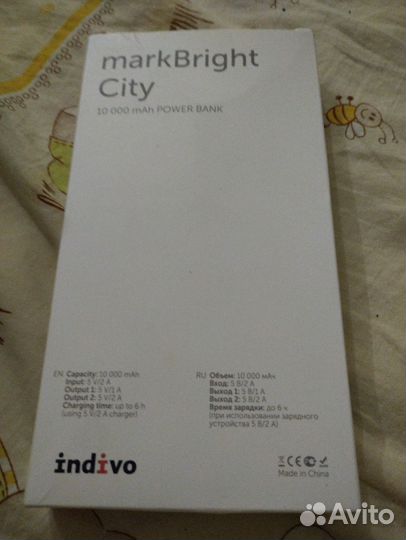 markBright
City
10 000 mAh POWER BANK
EN Capacity: 10 000 mAh
Input: 5 V/2 A
Output 1: 5 V/1 A
Output 2: 5 V/2 A
Charging time: up to 6 h
(using 5 V/2 A charger)
RU Объем: 10 000 мАч
Вход: 5 В/2 А
Выход 1: 5 В/1 А
Выход 2: 5 В/2 А
Время зарядки: до 6 ч
(при использовании зарядного
устройства 5 В/2 А)
indivo
CE EAC
Made in China
Avito